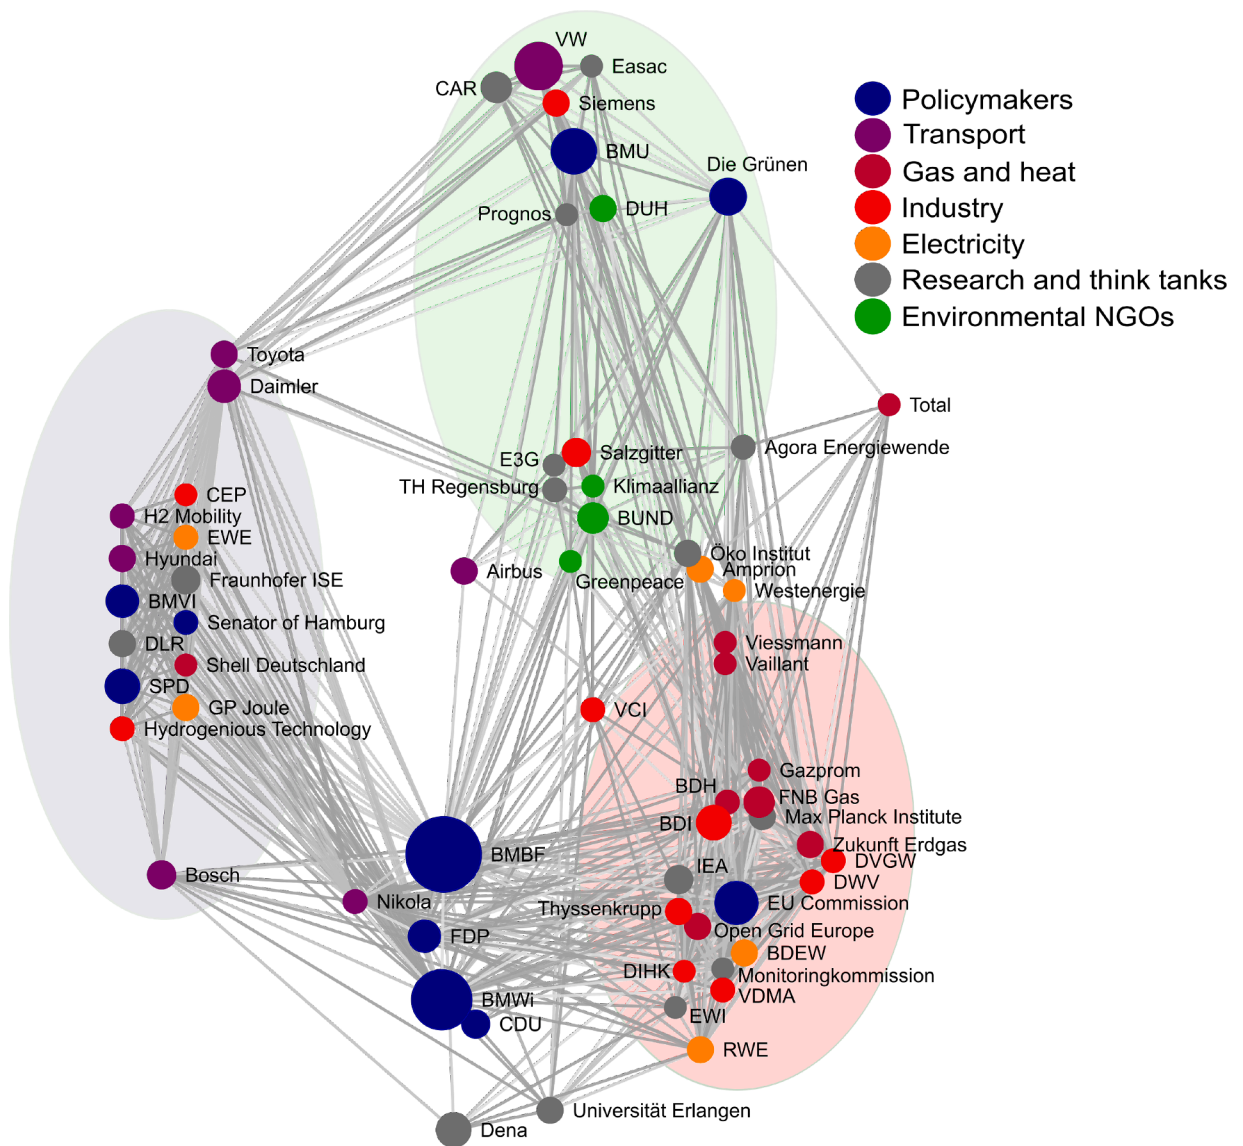 VW
Easac
CAR
Siemens
BMU
Die Grünen
DUH
Prognos
Policymakers
Transport
Gas and heat
Industry
Electricity
Research and think tanks
Environmental NGOs
Toyota
Daimler
Total
Salzgitter
Agora Energiewende
E3G
TH Regensburg
Klimaallianz
BUND
CEP
H2 Mobility
EWE
Hyundai
Fraunhofer ISE
BMVI
Senator of Hamburg
DLR
Shell Deutschland
SPD
GP Joule
Hydrogenious Technology
Airbus
Greenpeace
Öko Institut
Amprion
Westenergie
Viessmann
Vaillant
VCI
Gazprom
BDH
FNB Gas
BDI
Max Planck Institute
Zukunft Erdgas
DVGW
IEA
DWV
BMBF
Bosch
Nikola
Thyssenkrupp
EU Commission
FDP
Open Grid Europe
BDEW
DIHK
Monitoringkommission
VDMA
BMWi
EWI
CDU
RWE
Universität Erlangen
Dena